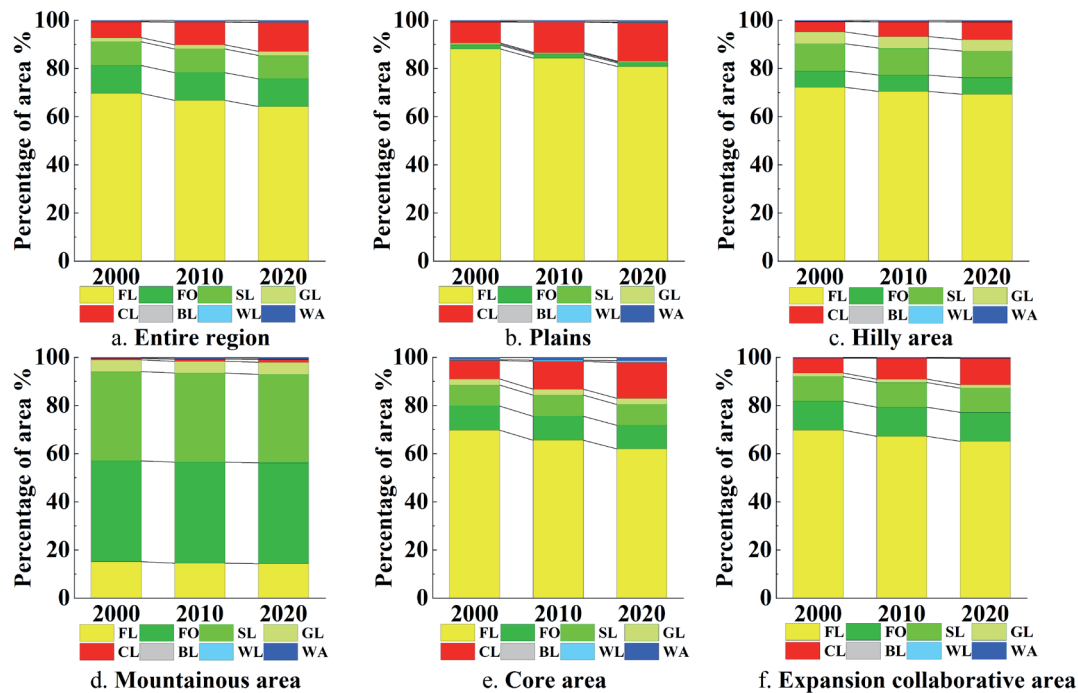 Percentage of area %
100
80
60
40
20
0
2000 2010 2020
FL FO SL GL
CL BL WL WA
a. Entire region
Percentage of area %
100
80
60
40
20
0
2000 2010 2020
FL FO SL GL
CL BL WL WA
b. Plains
Percentage of area %
100
80
60
40
20
0
2000 2010 2020
FL FO SL GL
CL BL WL WA
c. Hilly area
Percentage of area %
100
80
60
40
20
0
2000 2010 2020
FL FO SL GL
CL BL WL WA
d. Mountainous area
Percentage of area %
100
80
60
40
20
0
2000 2010 2020
FL FO SL GL
CL BL WL WA
e. Core area
Percentage of area %
100
80
60
40
20
0
2000 2010 2020
FL FO SL GL
CL BL WL WA
f. Expansion collaborative area